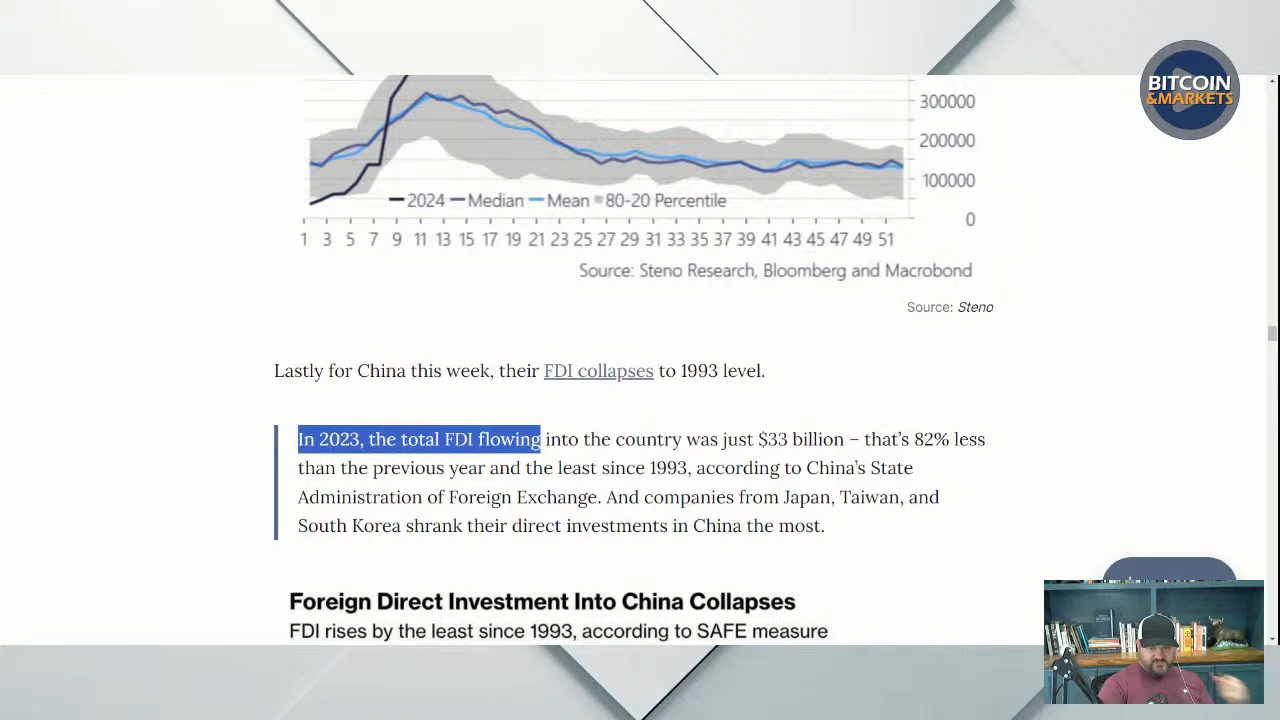 BITCOIN
&MARKETS
300000
200000
100000
2024 Median Mean 80-20 Percentile
0
1 3 5 7 9 11 13 15 17 19 21 23 25 27 29 31 33 35 37 39 41 43 45 47 49 51
Source: Steno Research, Bloomberg and Macrobond
Source: Steno
Lastly for China this week, their FDI collapses to 1993 level.
In 2023, the total FDI flowing into the country was just $33 billion – that’s 82% less
than the previous year and the least since 1993, according to China’s State
Administration of Foreign Exchange. And companies from Japan, Taiwan, and
South Korea shrank their direct investments in China the most.
Foreign Direct Investment Into China Collapses
FDI rises by the least since 1993, according to SAFE measure